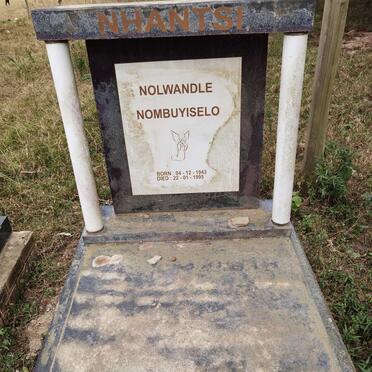 NHANTSI
NOLWANDLE
NOMBUYISELO
BORN : 04 - 12 - 1943
DIED : 22 - 01 - 1995